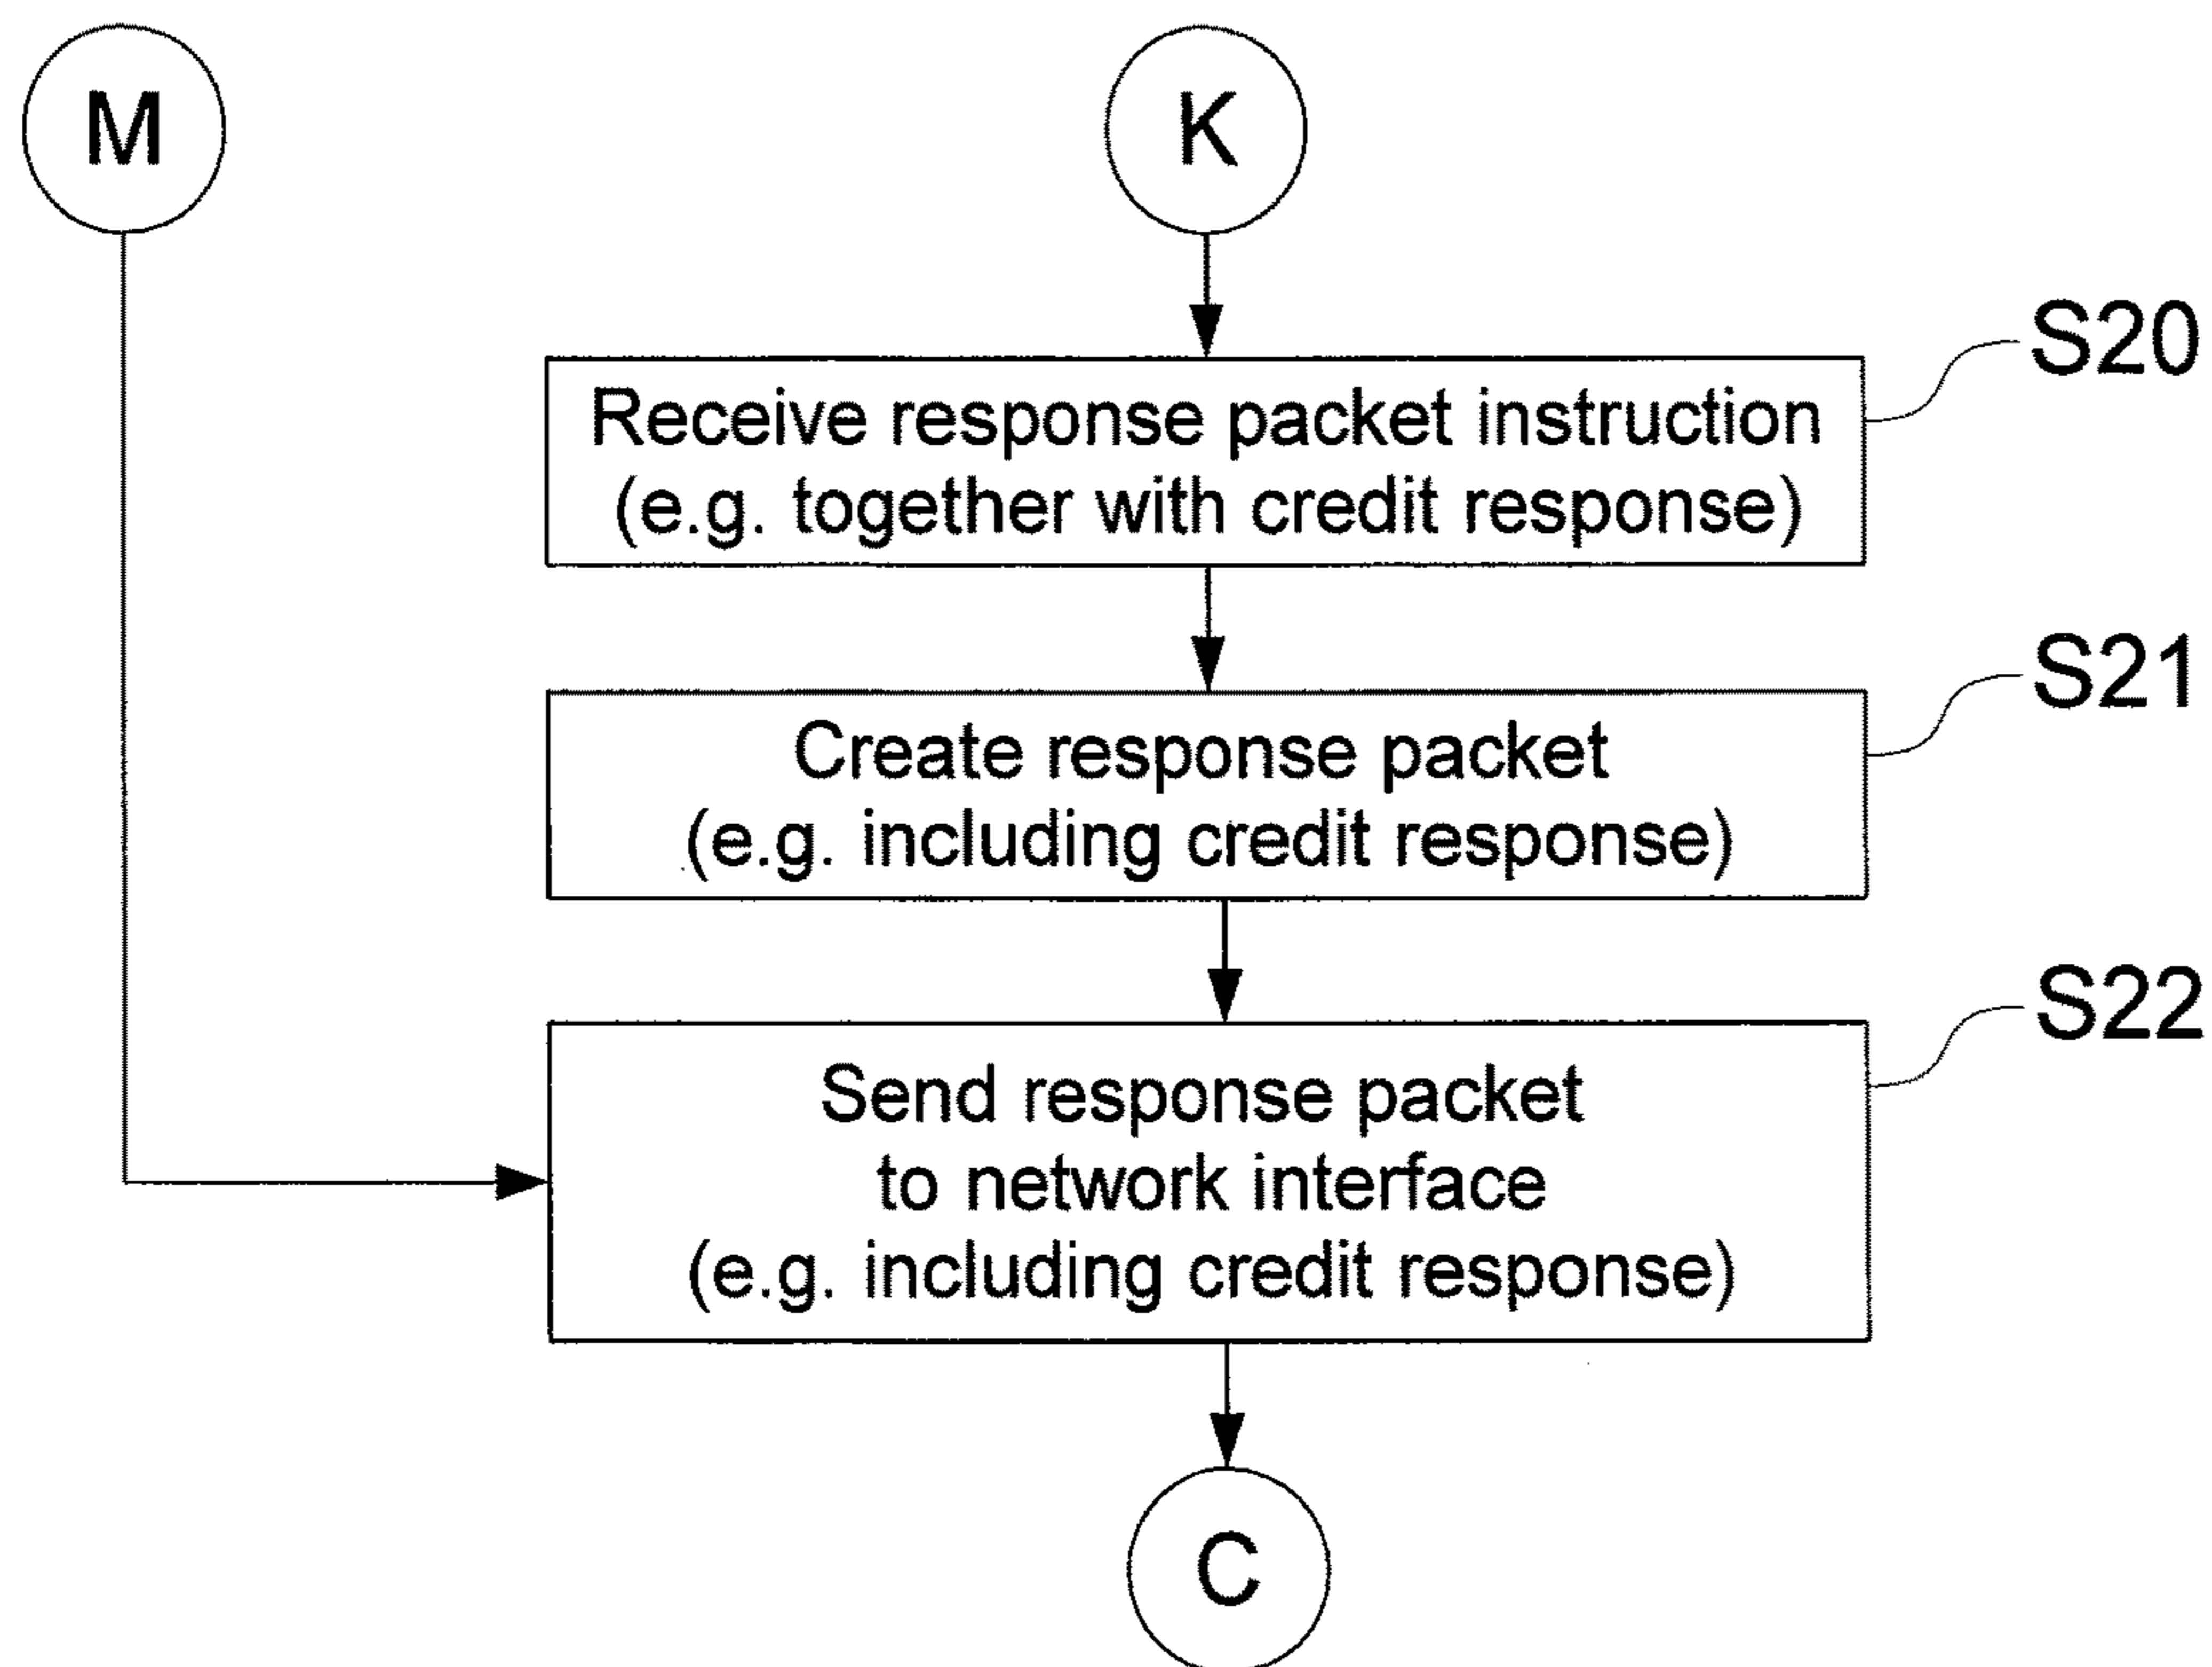 M
K
S20
Receive response packet instruction
(e.g. together with credit response)
S21
Create response packet
(e.g. including credit response)
S22
Send response packet
to network interface
(e.g. including credit response)
C